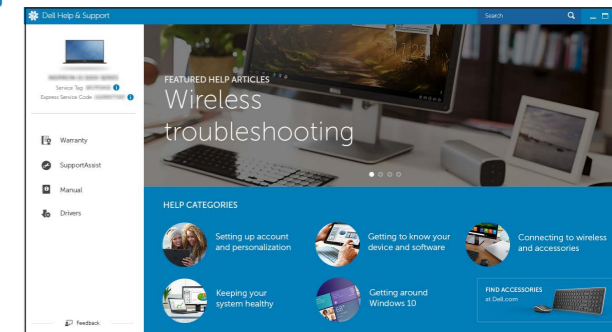 Dell Help & Support
Search
Service Tag:
Express Service Code:
Warranty
SupportAssist
Manual
Drivers
Feedback
FEATURED HELP ARTICLES
Wireless
troubleshooting
HELP CATEGORIES
Setting up account
and personalization
Getting to know your
device and software
Connecting to wireless
and accessories
Keeping your
system healthy
Getting around
Windows 10
FIND ACCESSORIES
at Dell.com